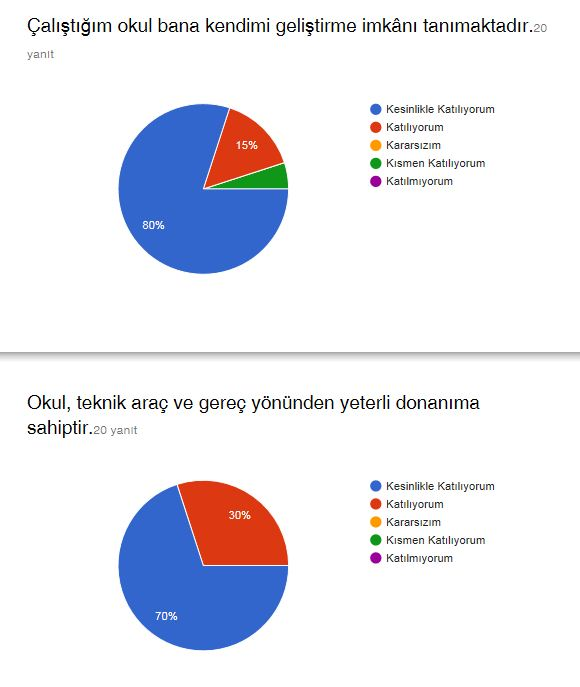 Çalıştığım okul bana kendimi geliştirme imkânı tanımaktadır.20
yanıt
Kesinlikle Katılıyorum
Katılıyorum
Kararsızım
Kısmen Katılıyorum
Katılmıyorum
15%
80%
Okul, teknik araç ve gereç yönünden yeterli donanıma
sahiptir.20 yanıt
Kesinlikle Katılıyorum
Katılıyorum
Kararsızım
Kısmen Katılıyorum
Katılmıyorum
30%
70%